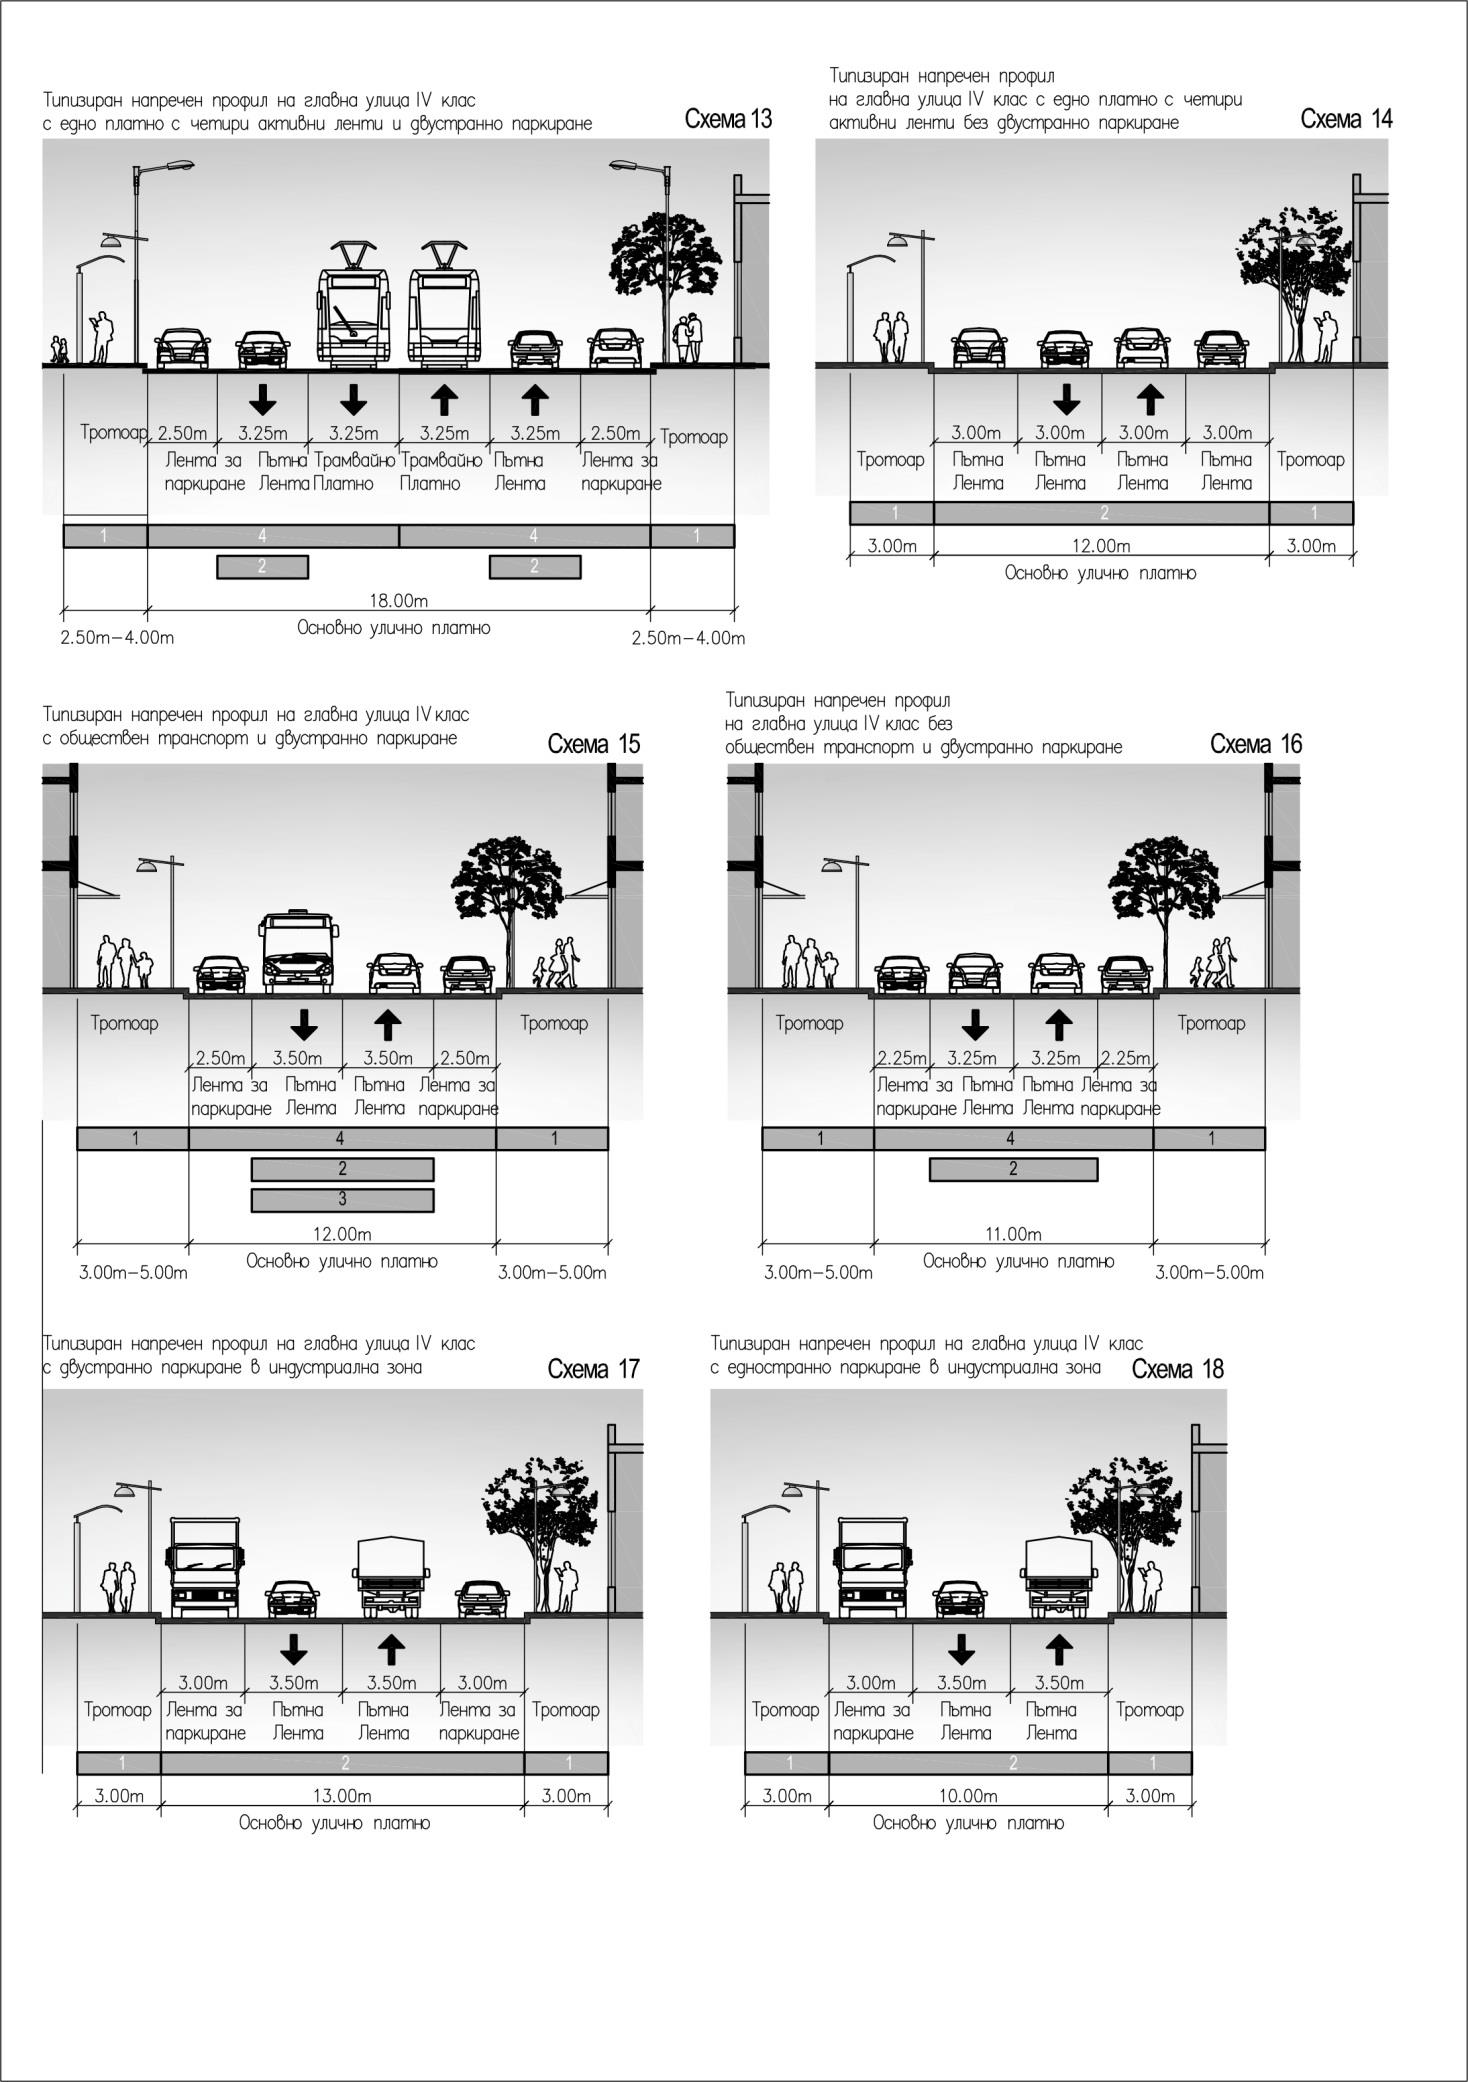 Типизиран напречен профил на главна улица IV клас
с едно платно с четири активни ленти и двустранно паркиране
Схема 13
Тротоар
2.50m 3.25m 3.25m 3.25m 3.25m 2.50m
Тротоар
Лента за Пътна Трамвайно Трамвайно Пътна Лента за
паркиране Лента Платно Платно Лента паркиране
1 4 4 1
2 2
18.00m
Основно улично платно
2.50m–4.00m 2.50m–4.00m
Типизиран напречен профил
на главна улица IV клас с едно платно с четири
активни ленти без двустранно паркиране
Схема 14
3.00m 3.00m 3.00m 3.00m
Тротоар Пътна Пътна Пътна Пътна Тротоар
Лента Лента Лента Лента
1 2 1
3.00m 12.00m 3.00m
Основно улично платно
Типизиран напречен профил на главна улица IV клас
с обществен транспорт и двустранно паркиране
Схема 15
Тротоар Тротоар
2.50m 3.50m 3.50m 2.50m
Лента за Пътна Пътна Лента за
паркиране Лента Лента паркиране
1 4 1
2
3
12.00m
Основно улично платно
3.00m–5.00m 3.00m–5.00m
Типизиран напречен профил
на главна улица IV клас без
обществен транспорт и двустранно паркиране
Схема 16
Тротоар Тротоар
2.25m 3.25m 3.25m 2.25m
Лента за Пътна Пътна Лента за
паркиране Лента Лента паркиране
1 4 1
2
11.00m
Основно улично платно
3.00m–5.00m 3.00m–5.00m
Типизиран напречен профил на главна улица IV клас
с двустранно паркиране в индустриална зона
Схема 17
3.00m 3.50m 3.50m 3.00m
Тротоар Лента за Пътна Пътна Лента за Тротоар
паркиране Лента Лента паркиране
1 2 1
3.00m 13.00m 3.00m
Основно улично платно
Типизиран напречен профил на главна улица IV клас
с едностранно паркиране в индустриална зона
Схема 18
3.00m 3.50m 3.50m
Тротоар Лента за Пътна Пътна Тротоар
паркиране Лента Лента
1 2 1
3.00m 10.00m 3.00m
Основно улично платно